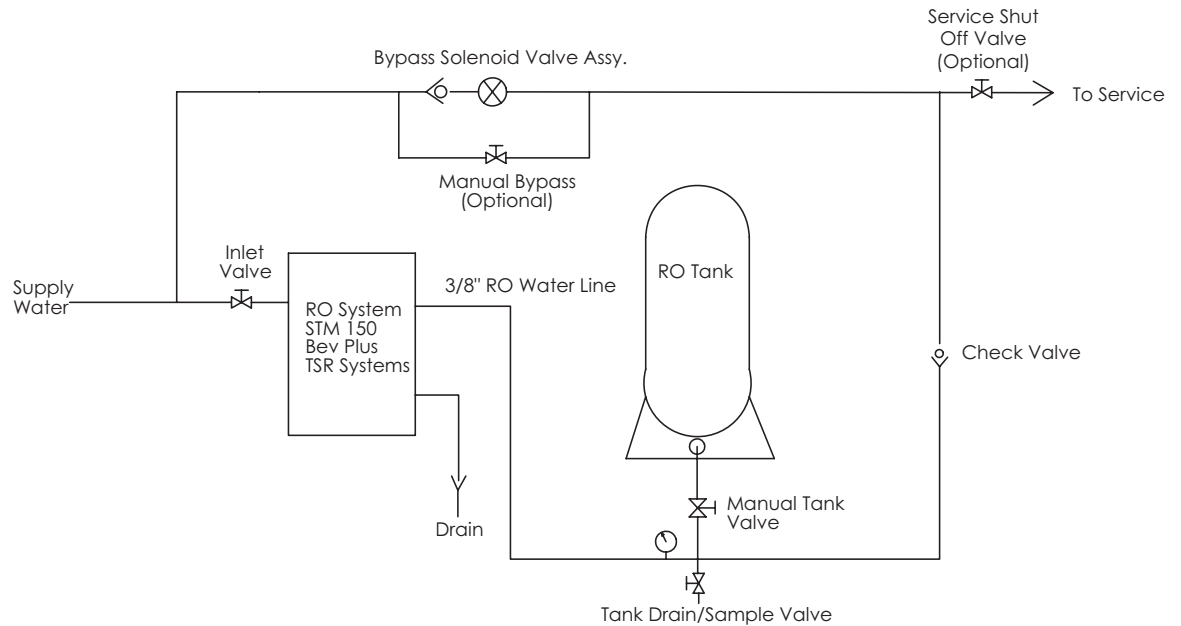 Service Shut
Off Valve
(Optional)
Bypass Solenoid Valve Assy.
To Service
Manual Bypass
(Optional)
Inlet
Valve
RO Tank
Supply
Water
3/8" RO Water Line
RO System
STM 150
Bev Plus
TSR Systems
Check Valve
Manual Tank
Valve
Drain
Tank Drain/Sample Valve